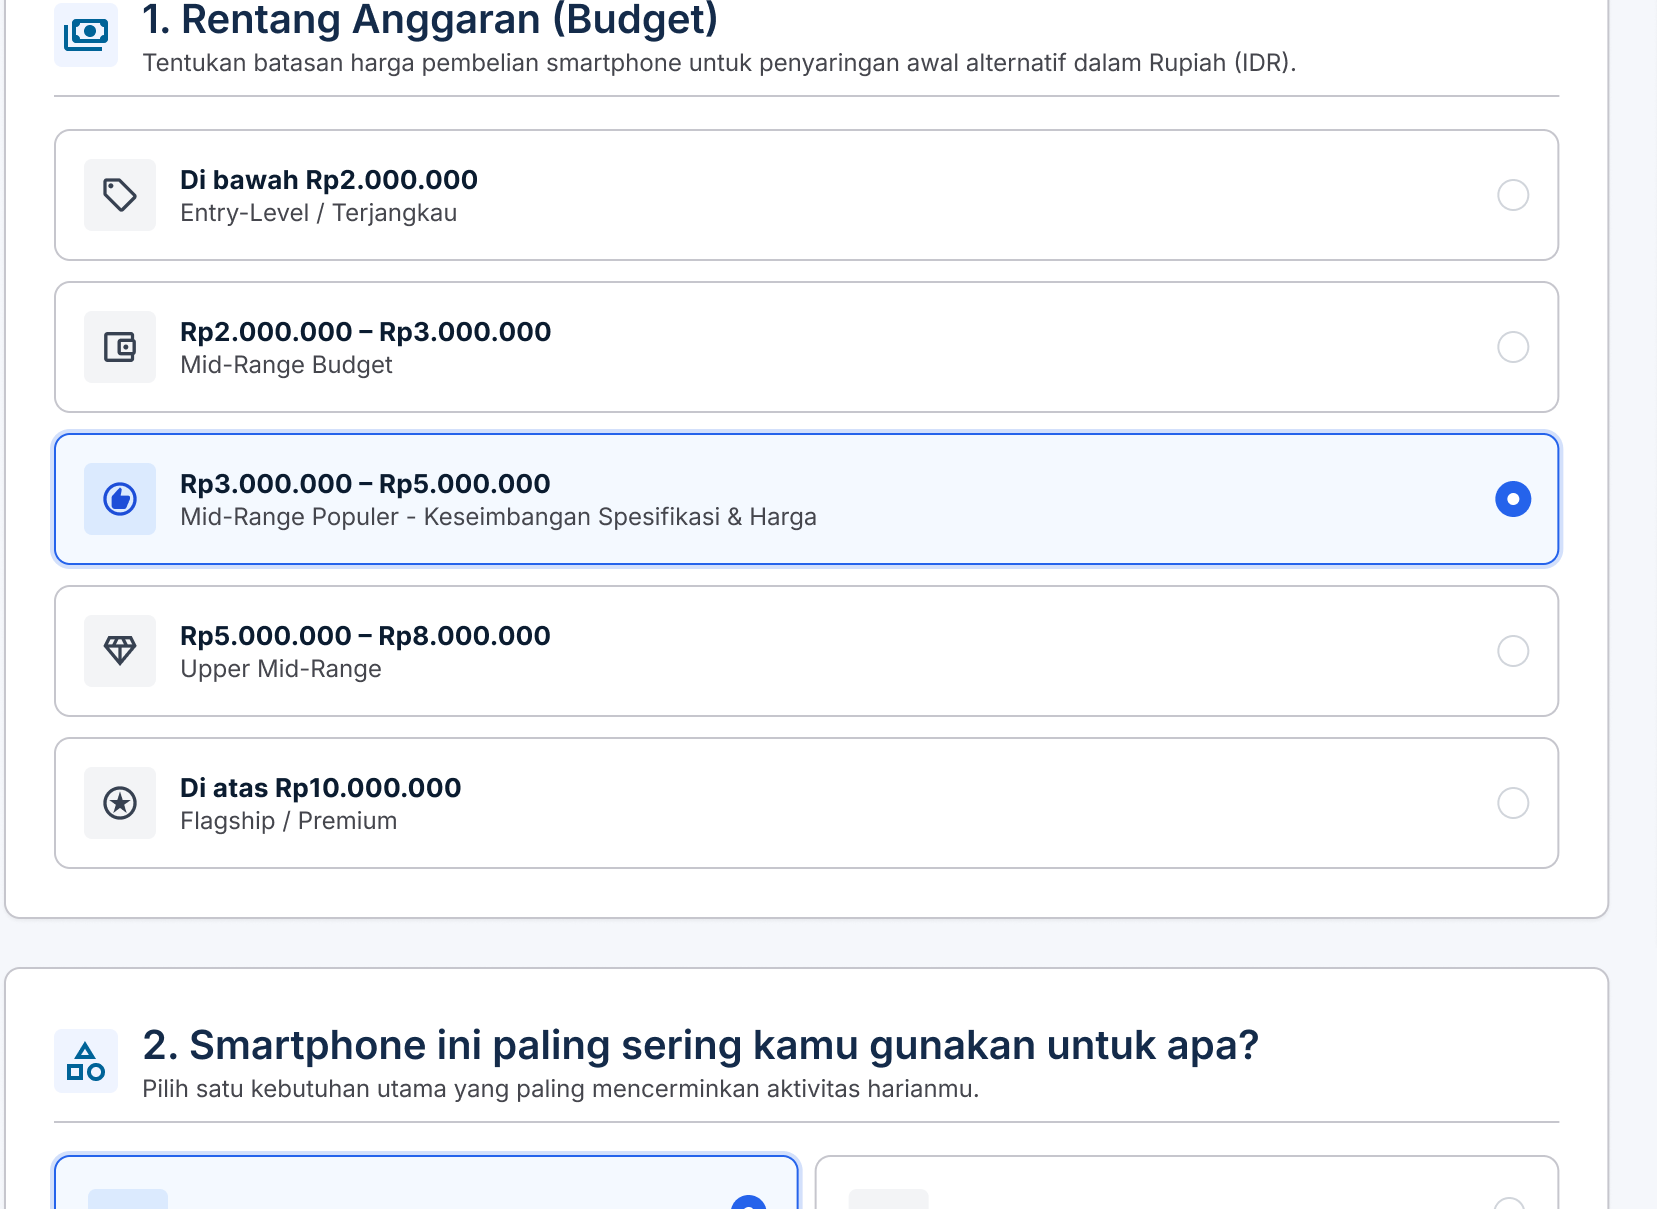 1. Rentang Anggaran (Budget)
Tentukan batasan harga pembelian smartphone untuk penyaringan awal alternatif dalam Rupiah (IDR).
Di bawah Rp2.000.000
Entry-Level / Terjangkau
Rp2.000.000 – Rp3.000.000
Mid-Range Budget
Rp3.000.000 – Rp5.000.000
Mid-Range Populer - Keseimbangan Spesifikasi & Harga
Rp5.000.000 – Rp8.000.000
Upper Mid-Range
Di atas Rp10.000.000
Flagship / Premium
2. Smartphone ini paling sering kamu gunakan untuk apa?
Pilih satu kebutuhan utama yang paling mencerminkan aktivitas harianmu.